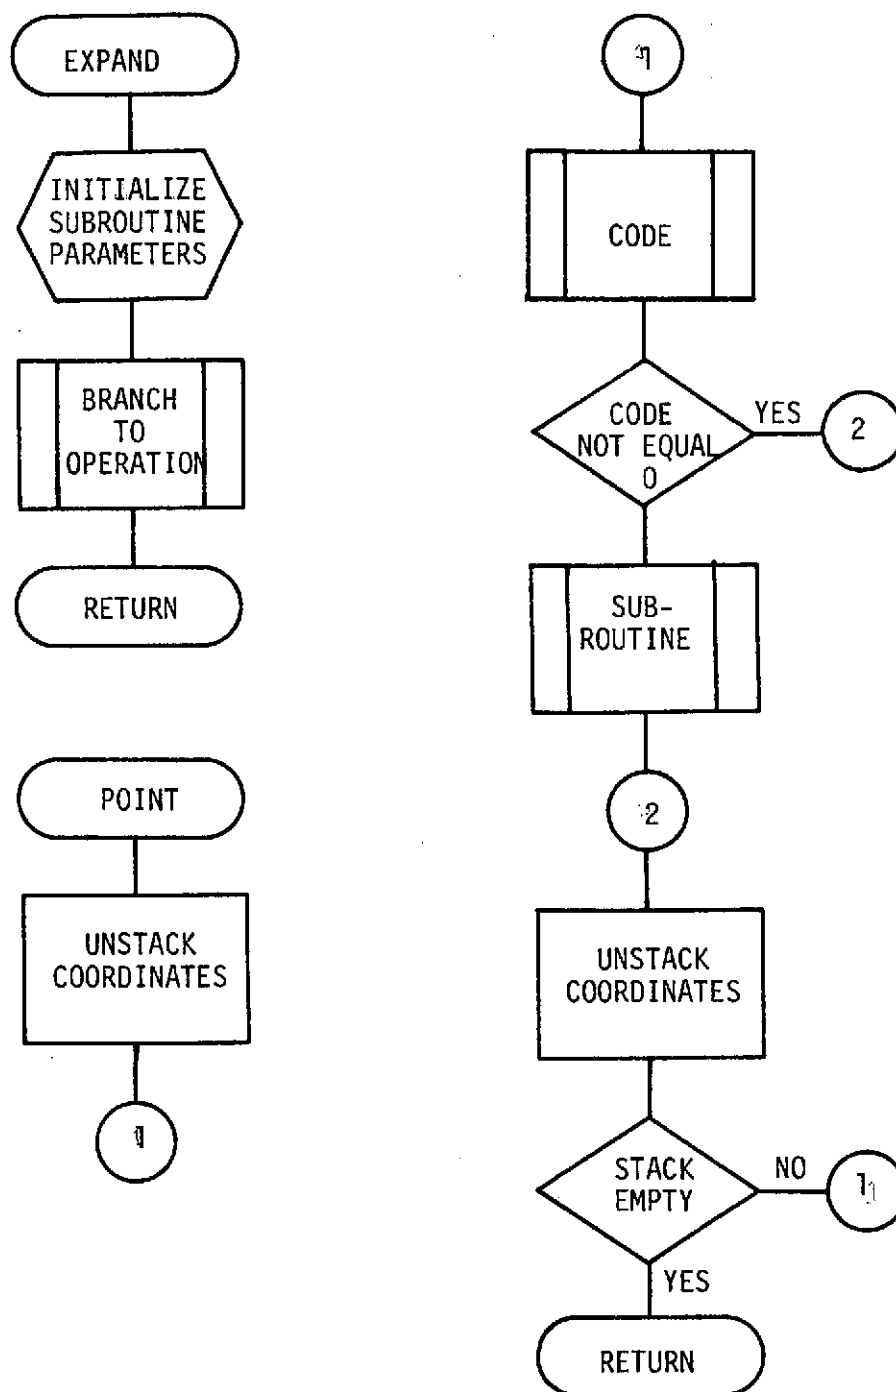 EXPAND
INITIALIZE
SUBROUTINE
PARAMETERS
BRANCH
TO
OPERATION
RETURN
POINT
UNSTACK
COORDINATES
1
1
CODE
CODE
NOT EQUAL
0
YES
2
SUB-
ROUTINE
2
UNSTACK
COORDINATES
STACK
EMPTY
NO
1
YES
RETURN